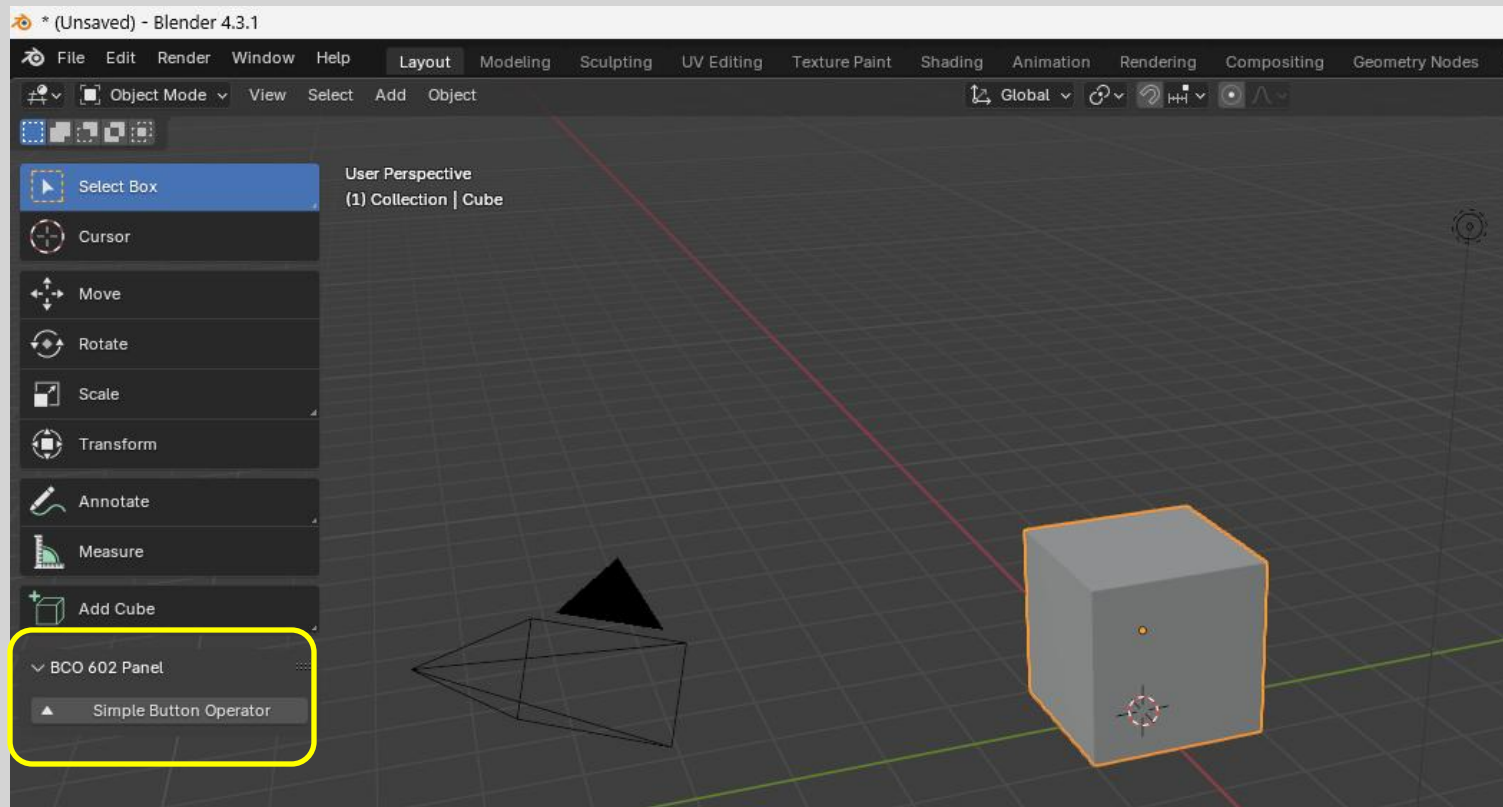 * (Unsaved) - Blender 4.3.1
File Edit Render Window Help Layout Modeling Sculpting UV Editing Texture Paint Shading Animation Rendering Compositing Geometry Nodes
Object Mode View Select Add Object Global
Select Box
User Perspective
(1) Collection | Cube
Cursor
Move
Rotate
Scale
Transform
Annotate
Measure
Add Cube
BCO 602 Panel
Simple Button Operator